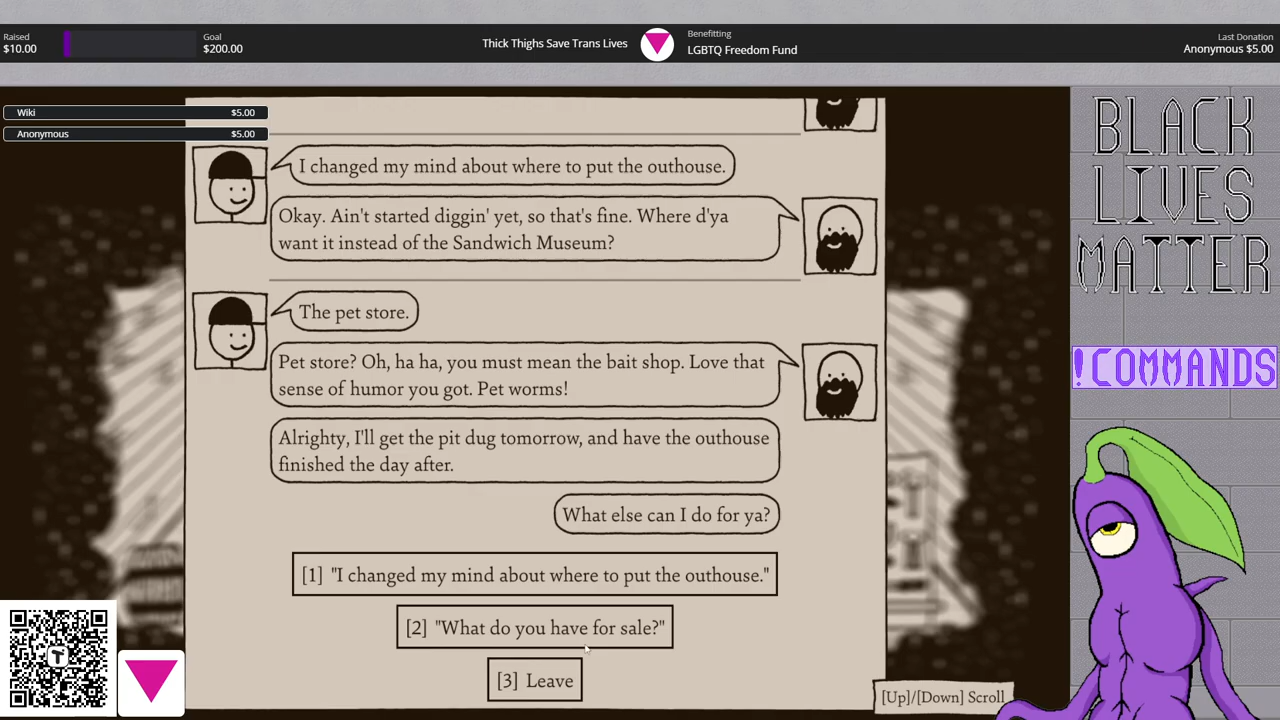 Raised
$10.00
Goal
$200.00
Thick Thighs Save Trans Lives
Benefitting
LGBTQ Freedom Fund
Last Donation
Anonymous $5.00
Wiki $5.00
Anonymous $5.00
I changed my mind about where to put the outhouse.
Okay. Ain't started diggin' yet, so that's fine. Where d'ya
want it instead of the Sandwich Museum?
The pet store.
Pet store? Oh, ha ha, you must mean the bait shop. Love that
sense of humor you got. Pet worms!
Alrighty, I'll get the pit dug tomorrow, and have the outhouse
finished the day after.
What else can I do for ya?
[1] "I changed my mind about where to put the outhouse."
[2] "What do you have for sale?"
[3] Leave
[Up]/[Down] Scroll
BLACK
LIVES
MATTER
!COMMANDS
T